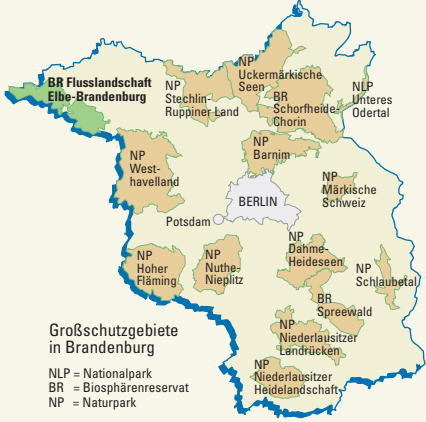 BR Flusslandschaft
Elbe-Brandenburg
NP
Stechlin-
Ruppiner Land
NP
Uckermärkische
Seen
BR
Schorfheide-
Chorin
NLP
Unteres
Odertal
NP
Barnim
NP
West-
havelland
BERLIN
NP
Märkische
Schweiz
Potsdam
NP
Hoher
Fläming
NP
Nuthe-
Nieplitz
NP
Dahme-
Heideseen
NP
Schlaubetal
BR
Spreewald
NP
Niederlausitzer
Landrücken
NP
Niederlausitzer
Heidelandschaft
Großschutzgebiete
in Brandenburg
NLP = Nationalpark
BR = Biosphärenreservat
NP = Naturpark